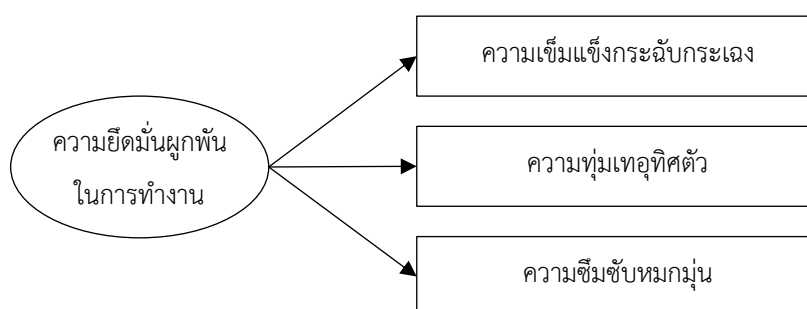 ความยึดมั่นผูกพัน
ในการทำงาน
ความเข็มแข็งกระฉับกระเฉง
ความทุ่มเทอุทิศตัว
ความซึมซับหมกมุ่น